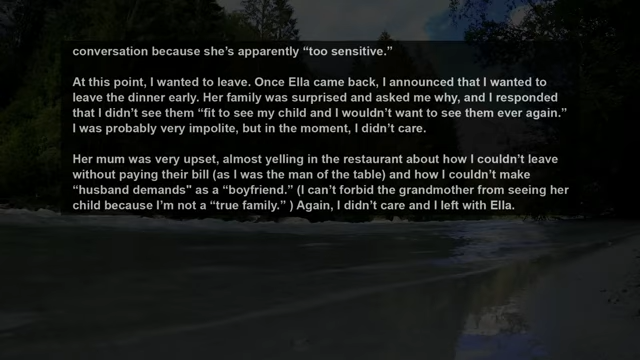 conversation because she’s apparently “too sensitive.”
At this point, I wanted to leave. Once Ella came back, I announced that I wanted to
leave the dinner early. Her family was surprised and asked me why, and I responded
that I didn’t see them “fit to see my child and I wouldn’t want to see them ever again.”
I was probably very impolite, but in the moment, I didn’t care.
Her mum was very upset, almost yelling in the restaurant about how I couldn’t leave
without paying their bill (as I was the man of the table) and how I couldn’t make
“husband demands" as a “boyfriend.” (I can’t forbid the grandmother from seeing her
child because I’m not a “true family.” ) Again, I didn’t care and I left with Ella.